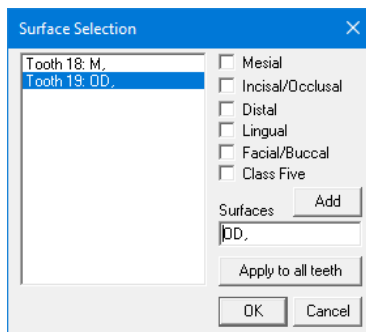 Surface Selection
Tooth 18: M,
Tooth 19: OD,
Mesial
Incisal/Occlusal
Distal
Lingual
Facial/Buccal
Class Five
Add
Surfaces
OD,
Apply to all teeth
OK
Cancel